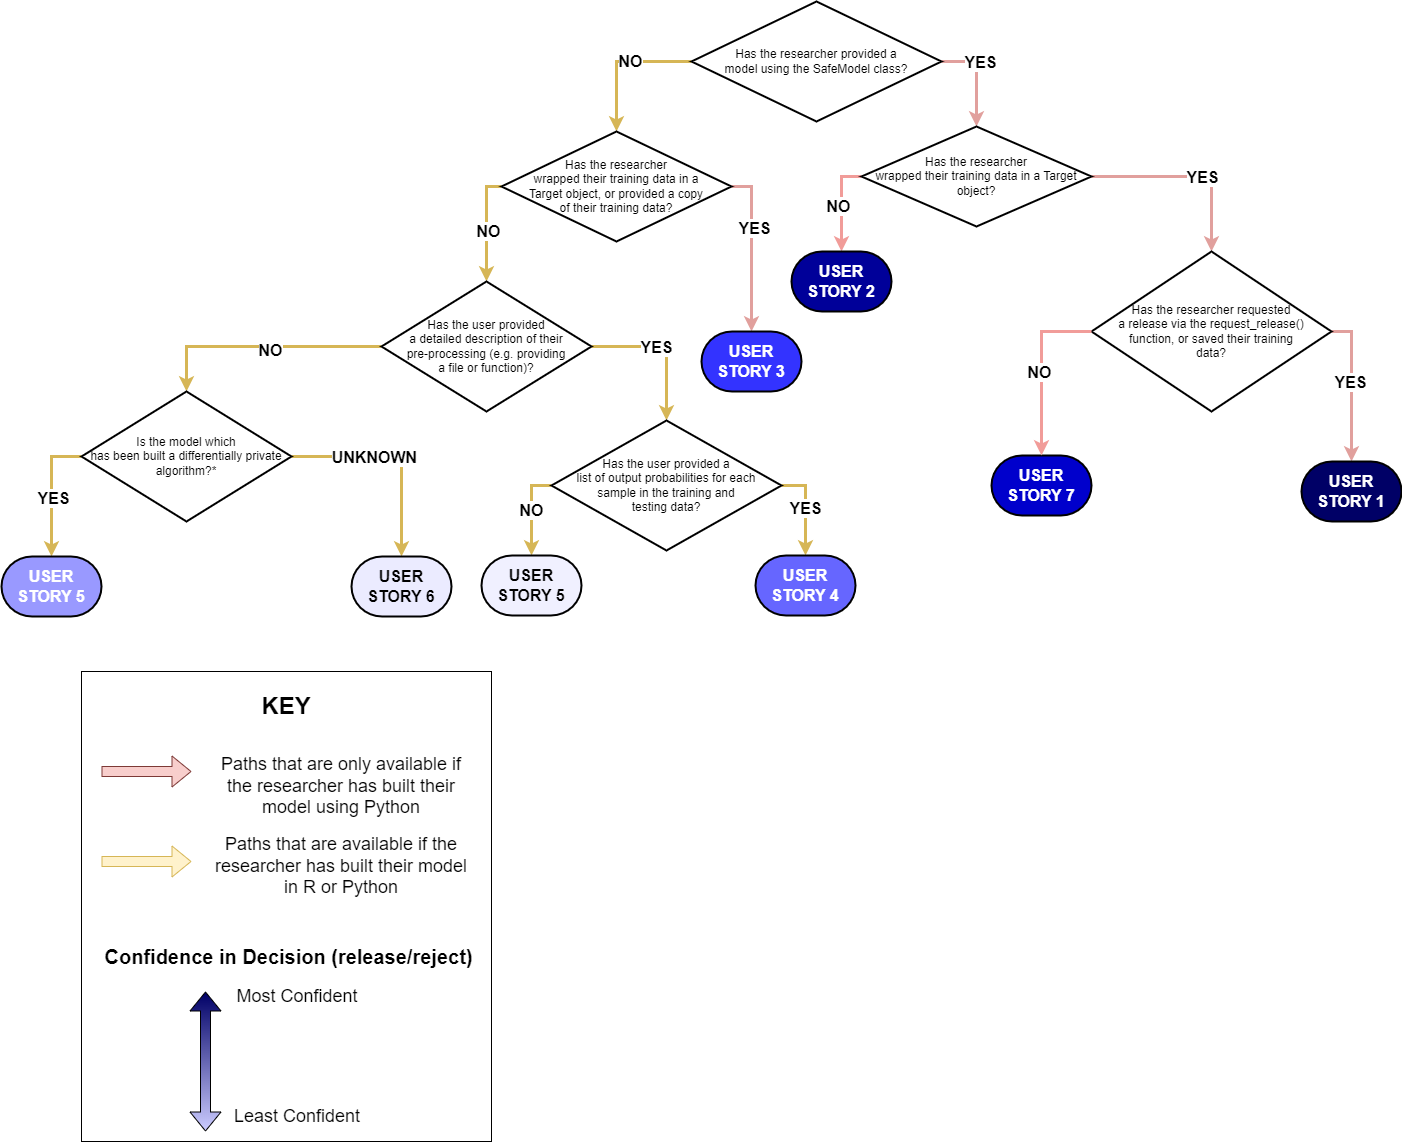 Has the researcher provided a
model using the SafeModel class?
NO
YES
Has the researcher
wrapped their training data in a
Target object, or provided a copy
of their training data?
Has the researcher
wrapped their training data in a Target
object?
NO
YES
NO
YES
USER
STORY 2
Has the user provided
a detailed description of their
pre-processing (e.g. providing
a file or function)?
USER
STORY 3
Has the researcher requested
a release via the request_release()
function, or saved their training
data?
NO
YES
NO
YES
Is the model which
has been built a differentially private
algorithm?*
Has the user provided a
list of output probabilities for each
sample in the training and
testing data?
USER
STORY 7
USER
STORY 1
YES
UNKNOWN
NO
YES
USER
STORY 5
USER
STORY 6
USER
STORY 5
USER
STORY 4
KEY
Paths that are only available if
the researcher has built their
model using Python
Paths that are available if the
researcher has built their model
in R or Python
Confidence in Decision (release/reject)
Most Confident
Least Confident